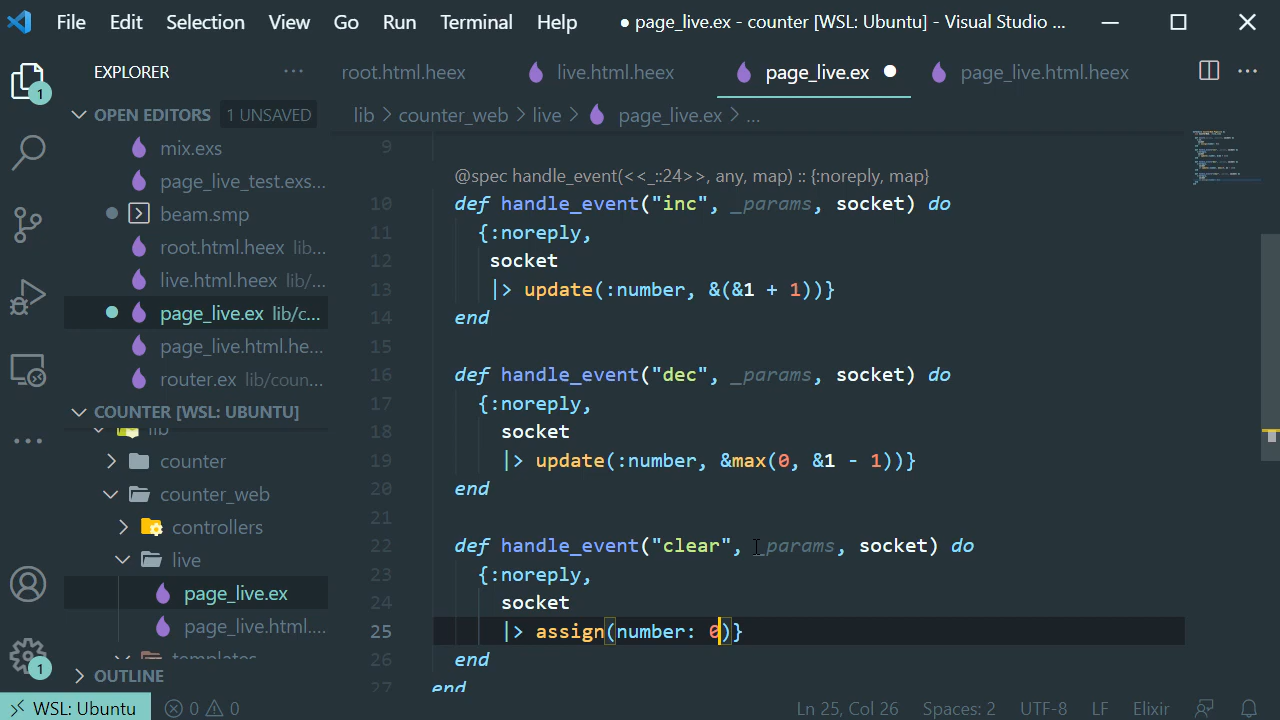 File Edit Selection View Go Run Terminal Help ● page_live.ex - counter [WSL: Ubuntu] - Visual Studio ...
EXPLORER ...
root.html.heex live.html.heex page_live.ex page_live.html.heex ...
OPEN EDITORS 1 UNSAVED
lib > counter_web > live > page_live.ex > ...
mix.exs
page_live_test.exs...
beam.smp
root.html.heex lib...
live.html.heex lib/...
page_live.ex lib/c...
page_live.html.he...
router.ex lib/coun...
COUNTER [WSL: UBUNTU]
lib
counter
counter_web
controllers
live
page_live.ex
page_live.html....
templates
OUTLINE
9
@spec handle_event(<<_::24>>, any, map) :: {:noreply, map}
10 def handle_event("inc", _params, socket) do
11 {:noreply,
12 socket
13 |> update(:number, &(&1 + 1))}
14 end
15
16 def handle_event("dec", _params, socket) do
17 {:noreply,
18 socket
19 |> update(:number, &max(0, &1 - 1))}
20 end
21
22 def handle_event("clear", _params, socket) do
23 {:noreply,
24 socket
25 |> assign(number: 0)}
26 end
27 end
1
1
WSL: Ubuntu 0 0 Ln 25, Col 26 Spaces: 2 UTF-8 LF Elixir